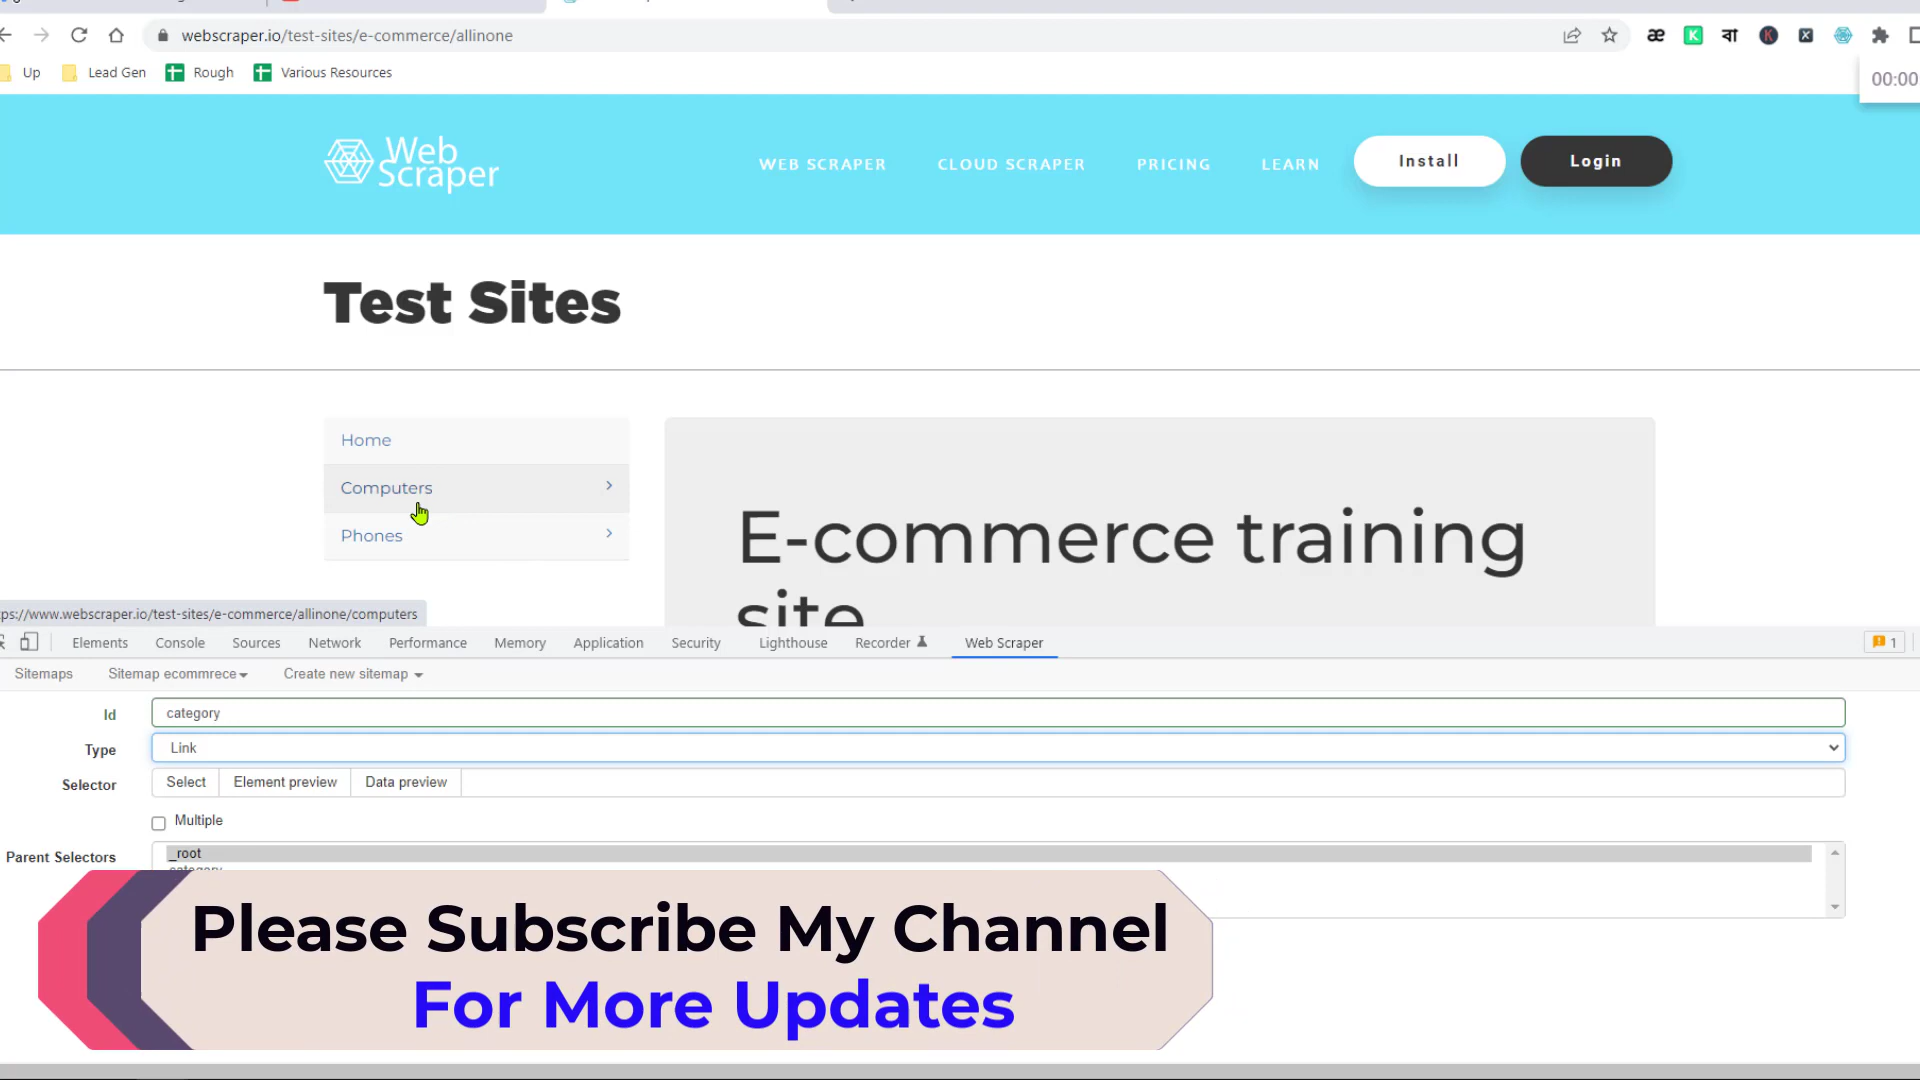 webscraper.io/test-sites/e-commerce/allinone
Up Lead Gen Rough Various Resources
00:00
Web Scraper
WEB SCRAPER CLOUD SCRAPER PRICING LEARN Install Login
Test Sites
Home
Computers
Phones
E-commerce training
site
ps://www.webscraper.io/test-sites/e-commerce/allinone/computers
Elements Console Sources Network Performance Memory Application Security Lighthouse Recorder Web Scraper 1
Sitemaps Sitemap ecommrece Create new sitemap
Id category
Type Link
Selector Select Element preview Data preview
Multiple
Parent Selectors _root
category
Please Subscribe My Channel
For More Updates